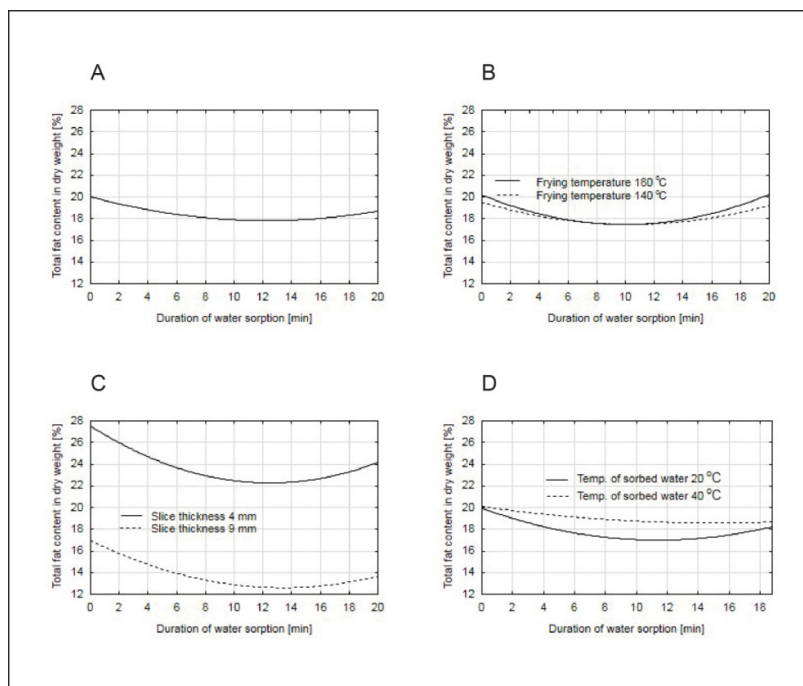 A
Total fat content in dry weight [%]
28
26
24
22
20
18
16
14
12
0 2 4 6 8 10 12 14 16 18 20
Duration of water sorption [min]
B
Total fat content in dry weight [%]
28
26
24
22
20
18
16
14
12
Frying temperature 180 °C
Frying temperature 140 °C
0 2 4 6 8 10 12 14 16 18 20
Duration of water sorption [min]
C
Total fat content in dry weight [%]
28
26
24
22
20
18
16
14
12
Slice thickness 4 mm
Slice thickness 9 mm
0 2 4 6 8 10 12 14 16 18 20
Duration of water sorption [min]
D
Total fat content in dry weight [%]
28
26
24
22
20
18
16
14
12
Temp. of sorbed water 20 °C
Temp. of sorbed water 40 °C
0 2 4 6 8 10 12 14 16 18
Duration of water sorption [min]